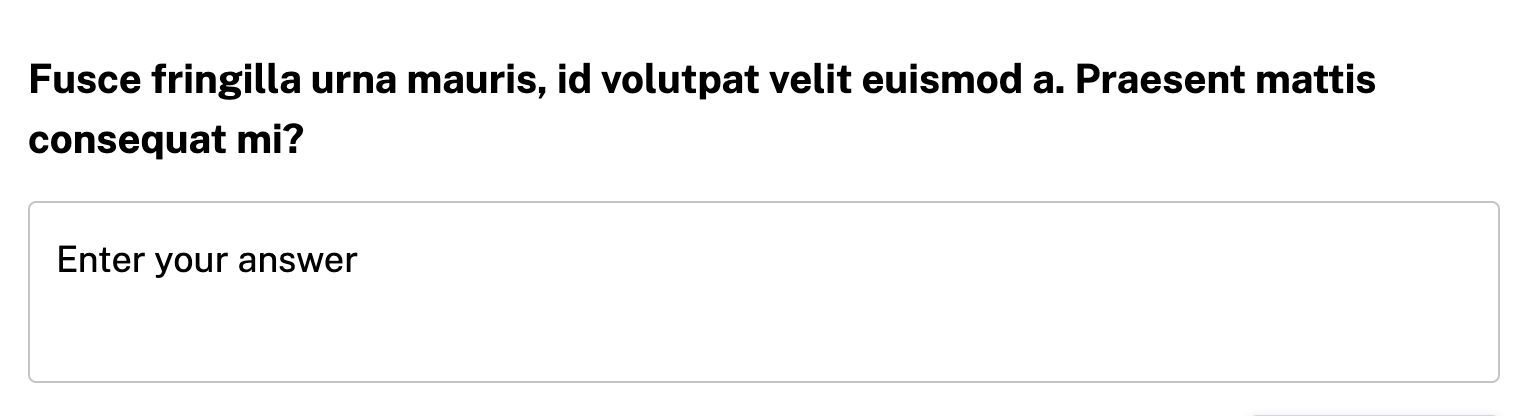 Fusce fringilla urna mauris, id volutpat velit euismod a. Praesent mattis
consequat mi?
Enter your answer